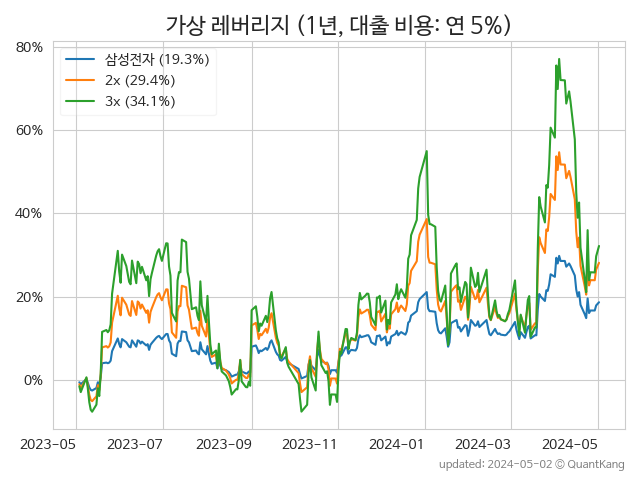 가상 레버리지 (1년, 대출 비용: 연 5%)
삼성전자 (19.3%)
2x (29.4%)
3x (34.1%)
80%
60%
40%
20%
0%
2023-05 2023-07 2023-09 2023-11 2024-01 2024-03 2024-05
updated: 2024-05-02 © QuantKang